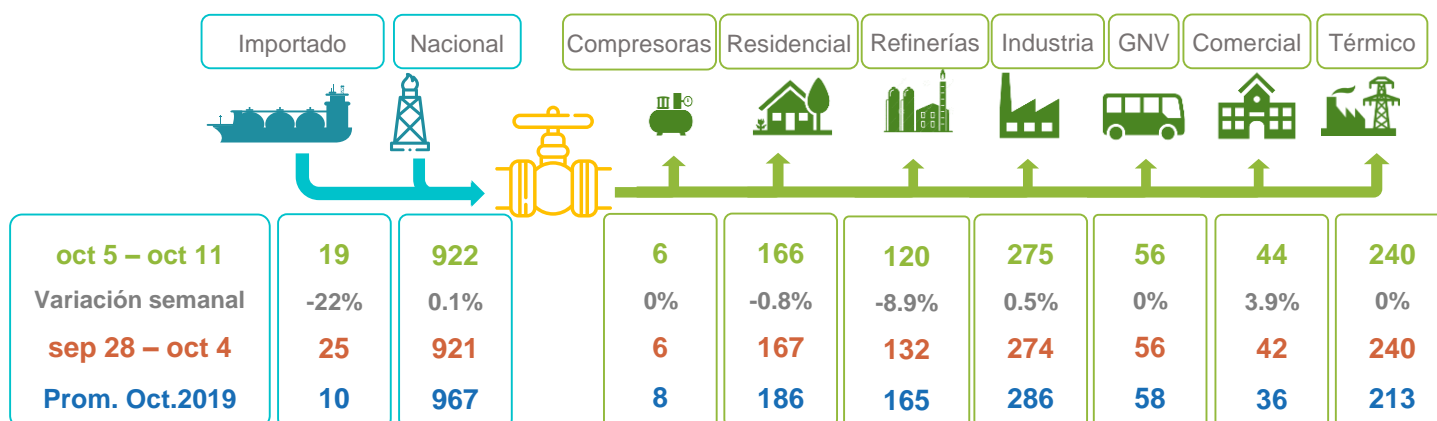 Importado Nacional Compresoras Residencial Refinerías Industria GNV Comercial Térmico
oct 5 – oct 11 19 922 6 166 120 275 56 44 240
Variación semanal -22% 0.1% 0% -0.8% -8.9% 0.5% 0% 3.9% 0%
sep 28 – oct 4 25 921 6 167 132 274 56 42 240
Prom. Oct.2019 10 967 8 186 165 286 58 36 213